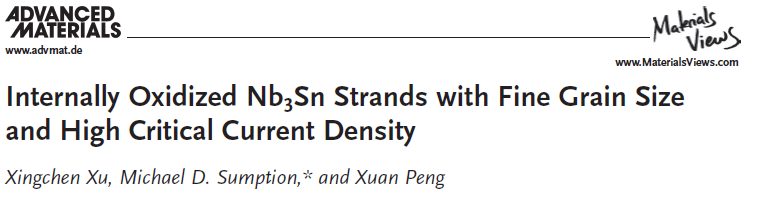 ADVANCED
MATERIALS
www.advmat.de
Materials
Views
www.MaterialsViews.com
Internally Oxidized Nb₃Sn Strands with Fine Grain Size
and High Critical Current Density
Xingchen Xu, Michael D. Sumption,* and Xuan Peng